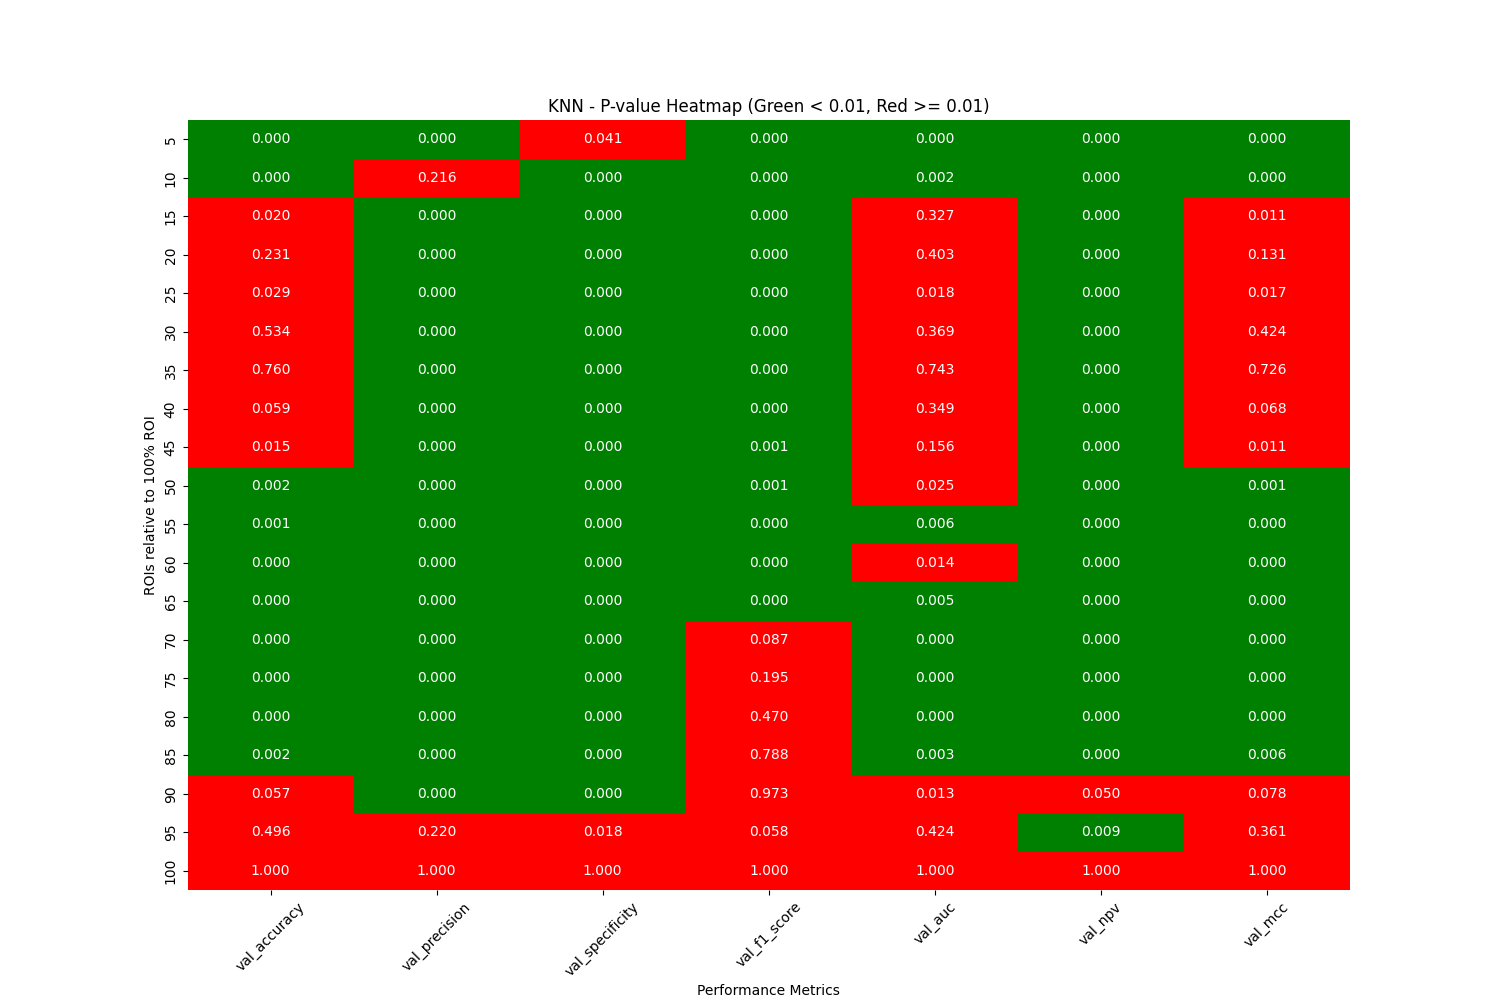 KNN - P-value Heatmap (Green < 0.01, Red >= 0.01)
ROIs relative to 100% ROI
5 0.000 0.000 0.041 0.000 0.000 0.000 0.000
10 0.000 0.216 0.000 0.000 0.002 0.000 0.000
15 0.020 0.000 0.000 0.000 0.327 0.000 0.011
20 0.231 0.000 0.000 0.000 0.403 0.000 0.131
25 0.029 0.000 0.000 0.000 0.018 0.000 0.017
30 0.534 0.000 0.000 0.000 0.369 0.000 0.424
35 0.760 0.000 0.000 0.000 0.743 0.000 0.726
40 0.059 0.000 0.000 0.000 0.349 0.000 0.068
45 0.015 0.000 0.000 0.001 0.156 0.000 0.011
50 0.002 0.000 0.000 0.001 0.025 0.000 0.001
55 0.001 0.000 0.000 0.000 0.006 0.000 0.000
60 0.000 0.000 0.000 0.000 0.014 0.000 0.000
65 0.000 0.000 0.000 0.000 0.005 0.000 0.000
70 0.000 0.000 0.000 0.087 0.000 0.000 0.000
75 0.000 0.000 0.000 0.195 0.000 0.000 0.000
80 0.000 0.000 0.000 0.470 0.000 0.000 0.000
85 0.002 0.000 0.000 0.788 0.003 0.000 0.006
90 0.057 0.000 0.000 0.973 0.013 0.050 0.078
95 0.496 0.220 0.018 0.058 0.424 0.009 0.361
100 1.000 1.000 1.000 1.000 1.000 1.000 1.000
val_accuracy val_precision val_specificity val_f1_score val_auc val_npv val_mcc
Performance Metrics